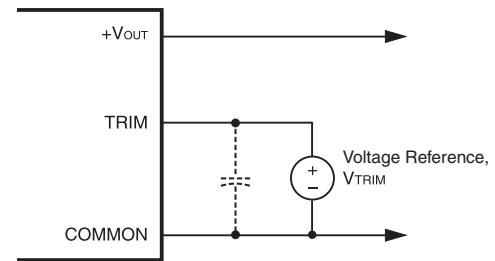 +VOUT
TRIM
+
–
Voltage Reference,
VTRIM
COMMON